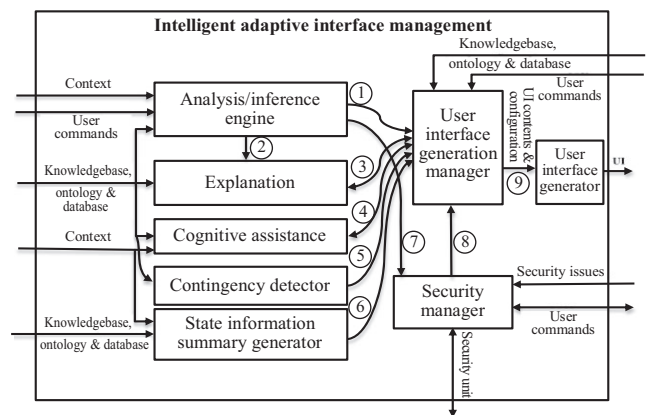 Intelligent adaptive interface management
Context
User
commands
Knowledgebase,
ontology &
database
Context
Knowledgebase,
ontology &
database
Analysis/inference
engine
Explanation
Cognitive assistance
Contingency detector
State information
summary generator
1
2
3
4
5
6
7
8
9
Knowledgebase,
ontology & database
User
commands
User
interface
generation
manager
UI contents &
configuration
User
interface
generator
UI
Security
manager
Security issues
User
commands
Security unit